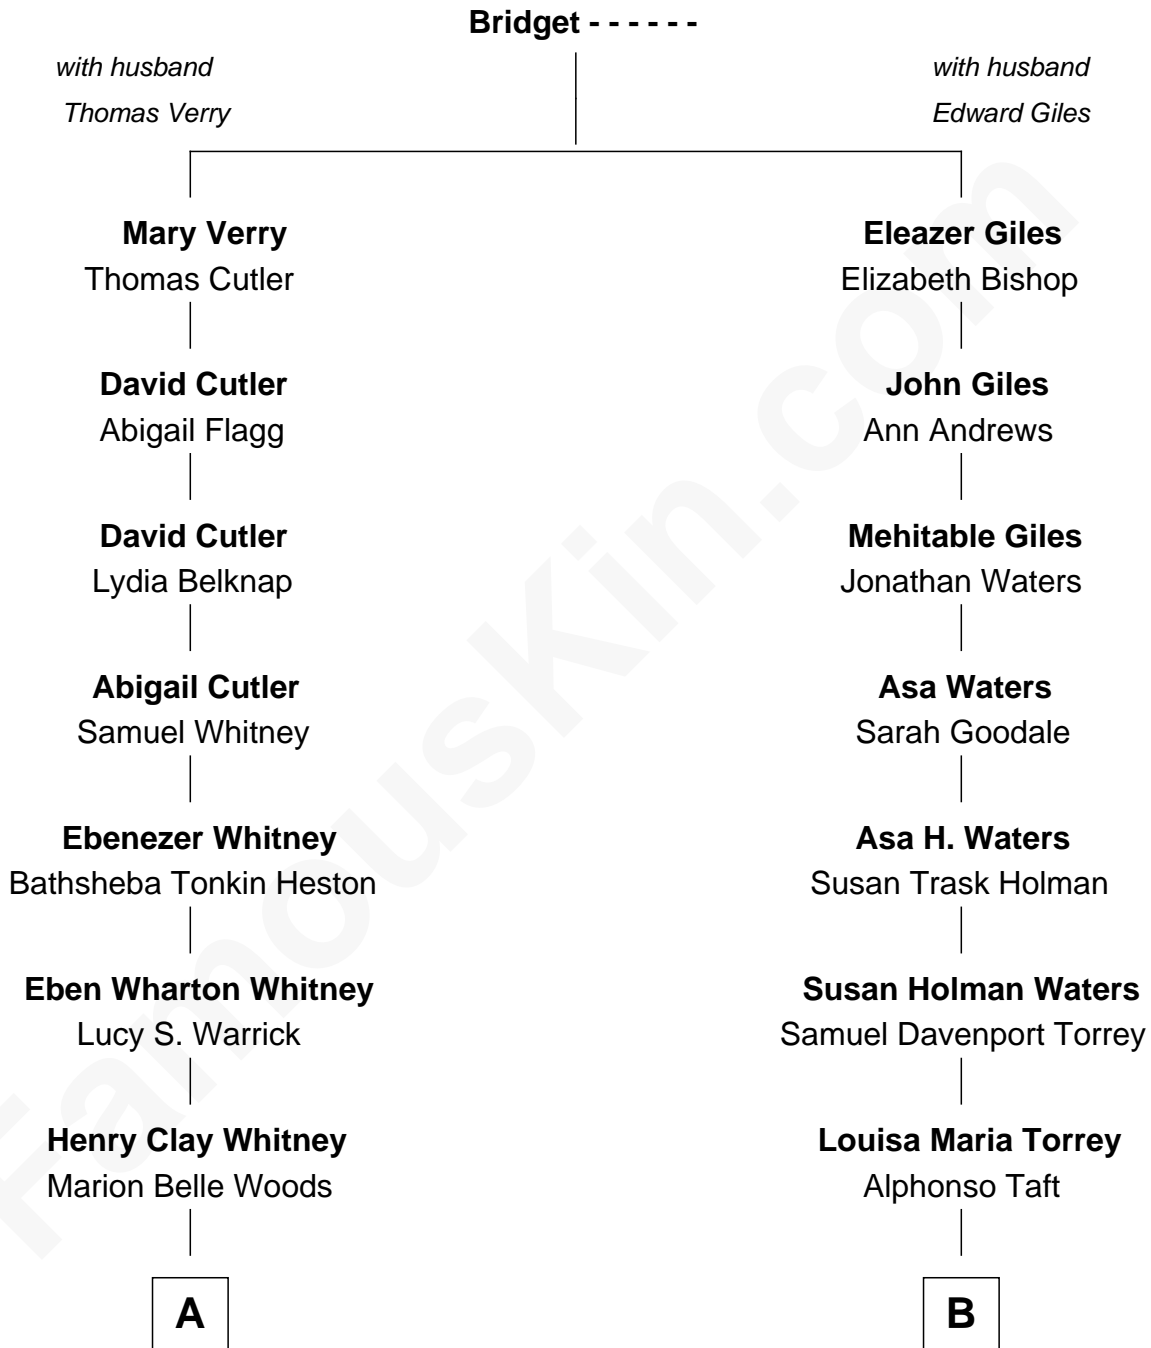 Bridget - - - - - -
with husband
Thomas Verry
with husband
Edward Giles
Mary Verry
Thomas Cutler
Eleazer Giles
Elizabeth Bishop
David Cutler
Abigail Flagg
John Giles
Ann Andrews
David Cutler
Lydia Belknap
Mehitable Giles
Jonathan Waters
Abigail Cutler
Samuel Whitney
Asa Waters
Sarah Goodale
Ebenezer Whitney
Bathsheba Tonkin Heston
Asa H. Waters
Susan Trask Holman
Eben Wharton Whitney
Lucy S. Warrick
Susan Holman Waters
Samuel Davenport Torrey
Henry Clay Whitney
Marion Belle Woods
Louisa Maria Torrey
Alphonso Taft
A
B
FamousKin.com